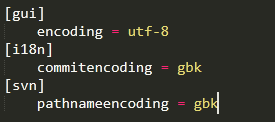 [gui]
    encoding = utf-8
[i18n]
    commitencoding = gbk
[svn]
    pathnameencoding = gbk